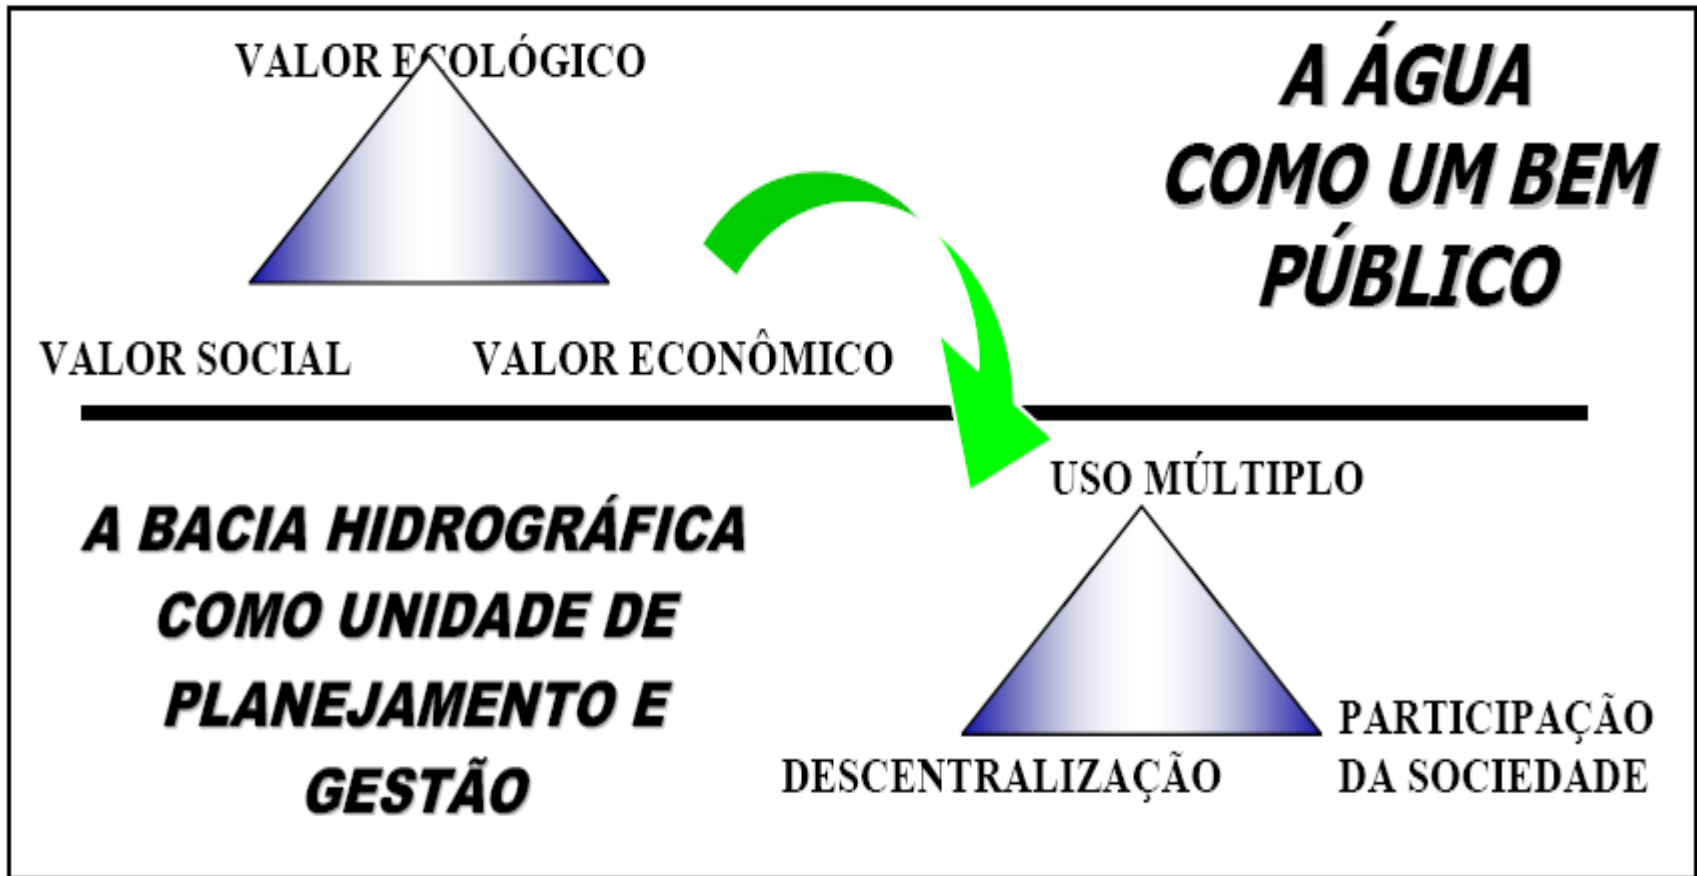 VALOR ECOLÓGICO
VALOR SOCIAL
VALOR ECONÔMICO
A ÁGUA
COMO UM BEM
PÚBLICO
A BACIA HIDROGRÁFICA
COMO UNIDADE DE
PLANEJAMENTO E
GESTÃO
USO MÚLTIPLO
DESCENTRALIZAÇÃO
PARTICIPAÇÃO
DA SOCIEDADE